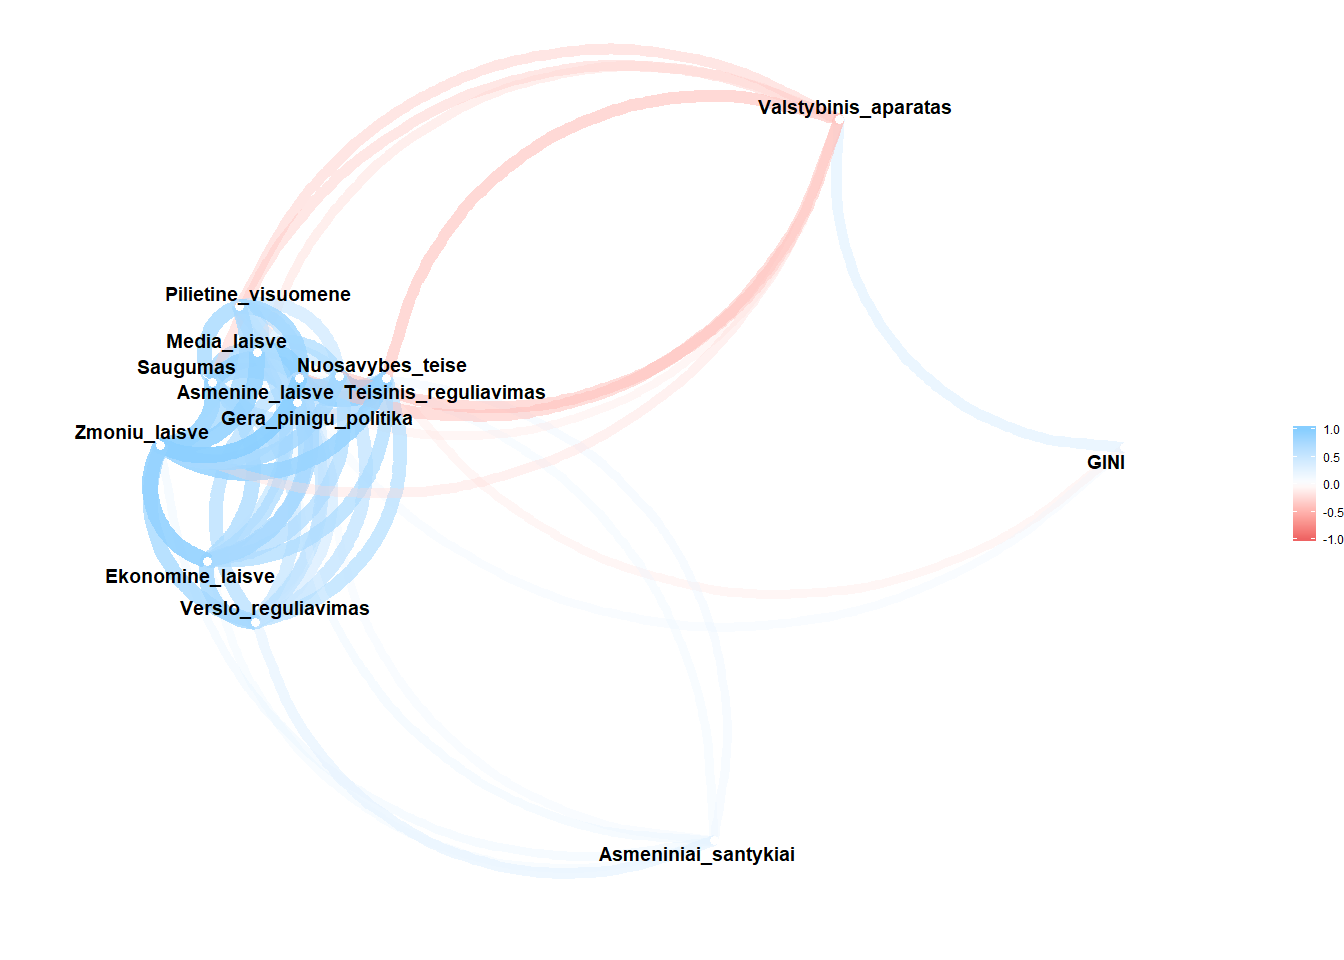 Valstybinis_aparatas
Pilietine_visuomene
Media_laisve
Saugumas
Nuosavybes_teise
Asmenine_laisve
Teisinis_reguliavimas
Gera_pinigu_politika
Zmoniu_laisve
GINI
Ekonomine_laisve
Verslo_reguliavimas
Asmeniniai_santykiai
1.0
0.5
0.0
-0.5
-1.0